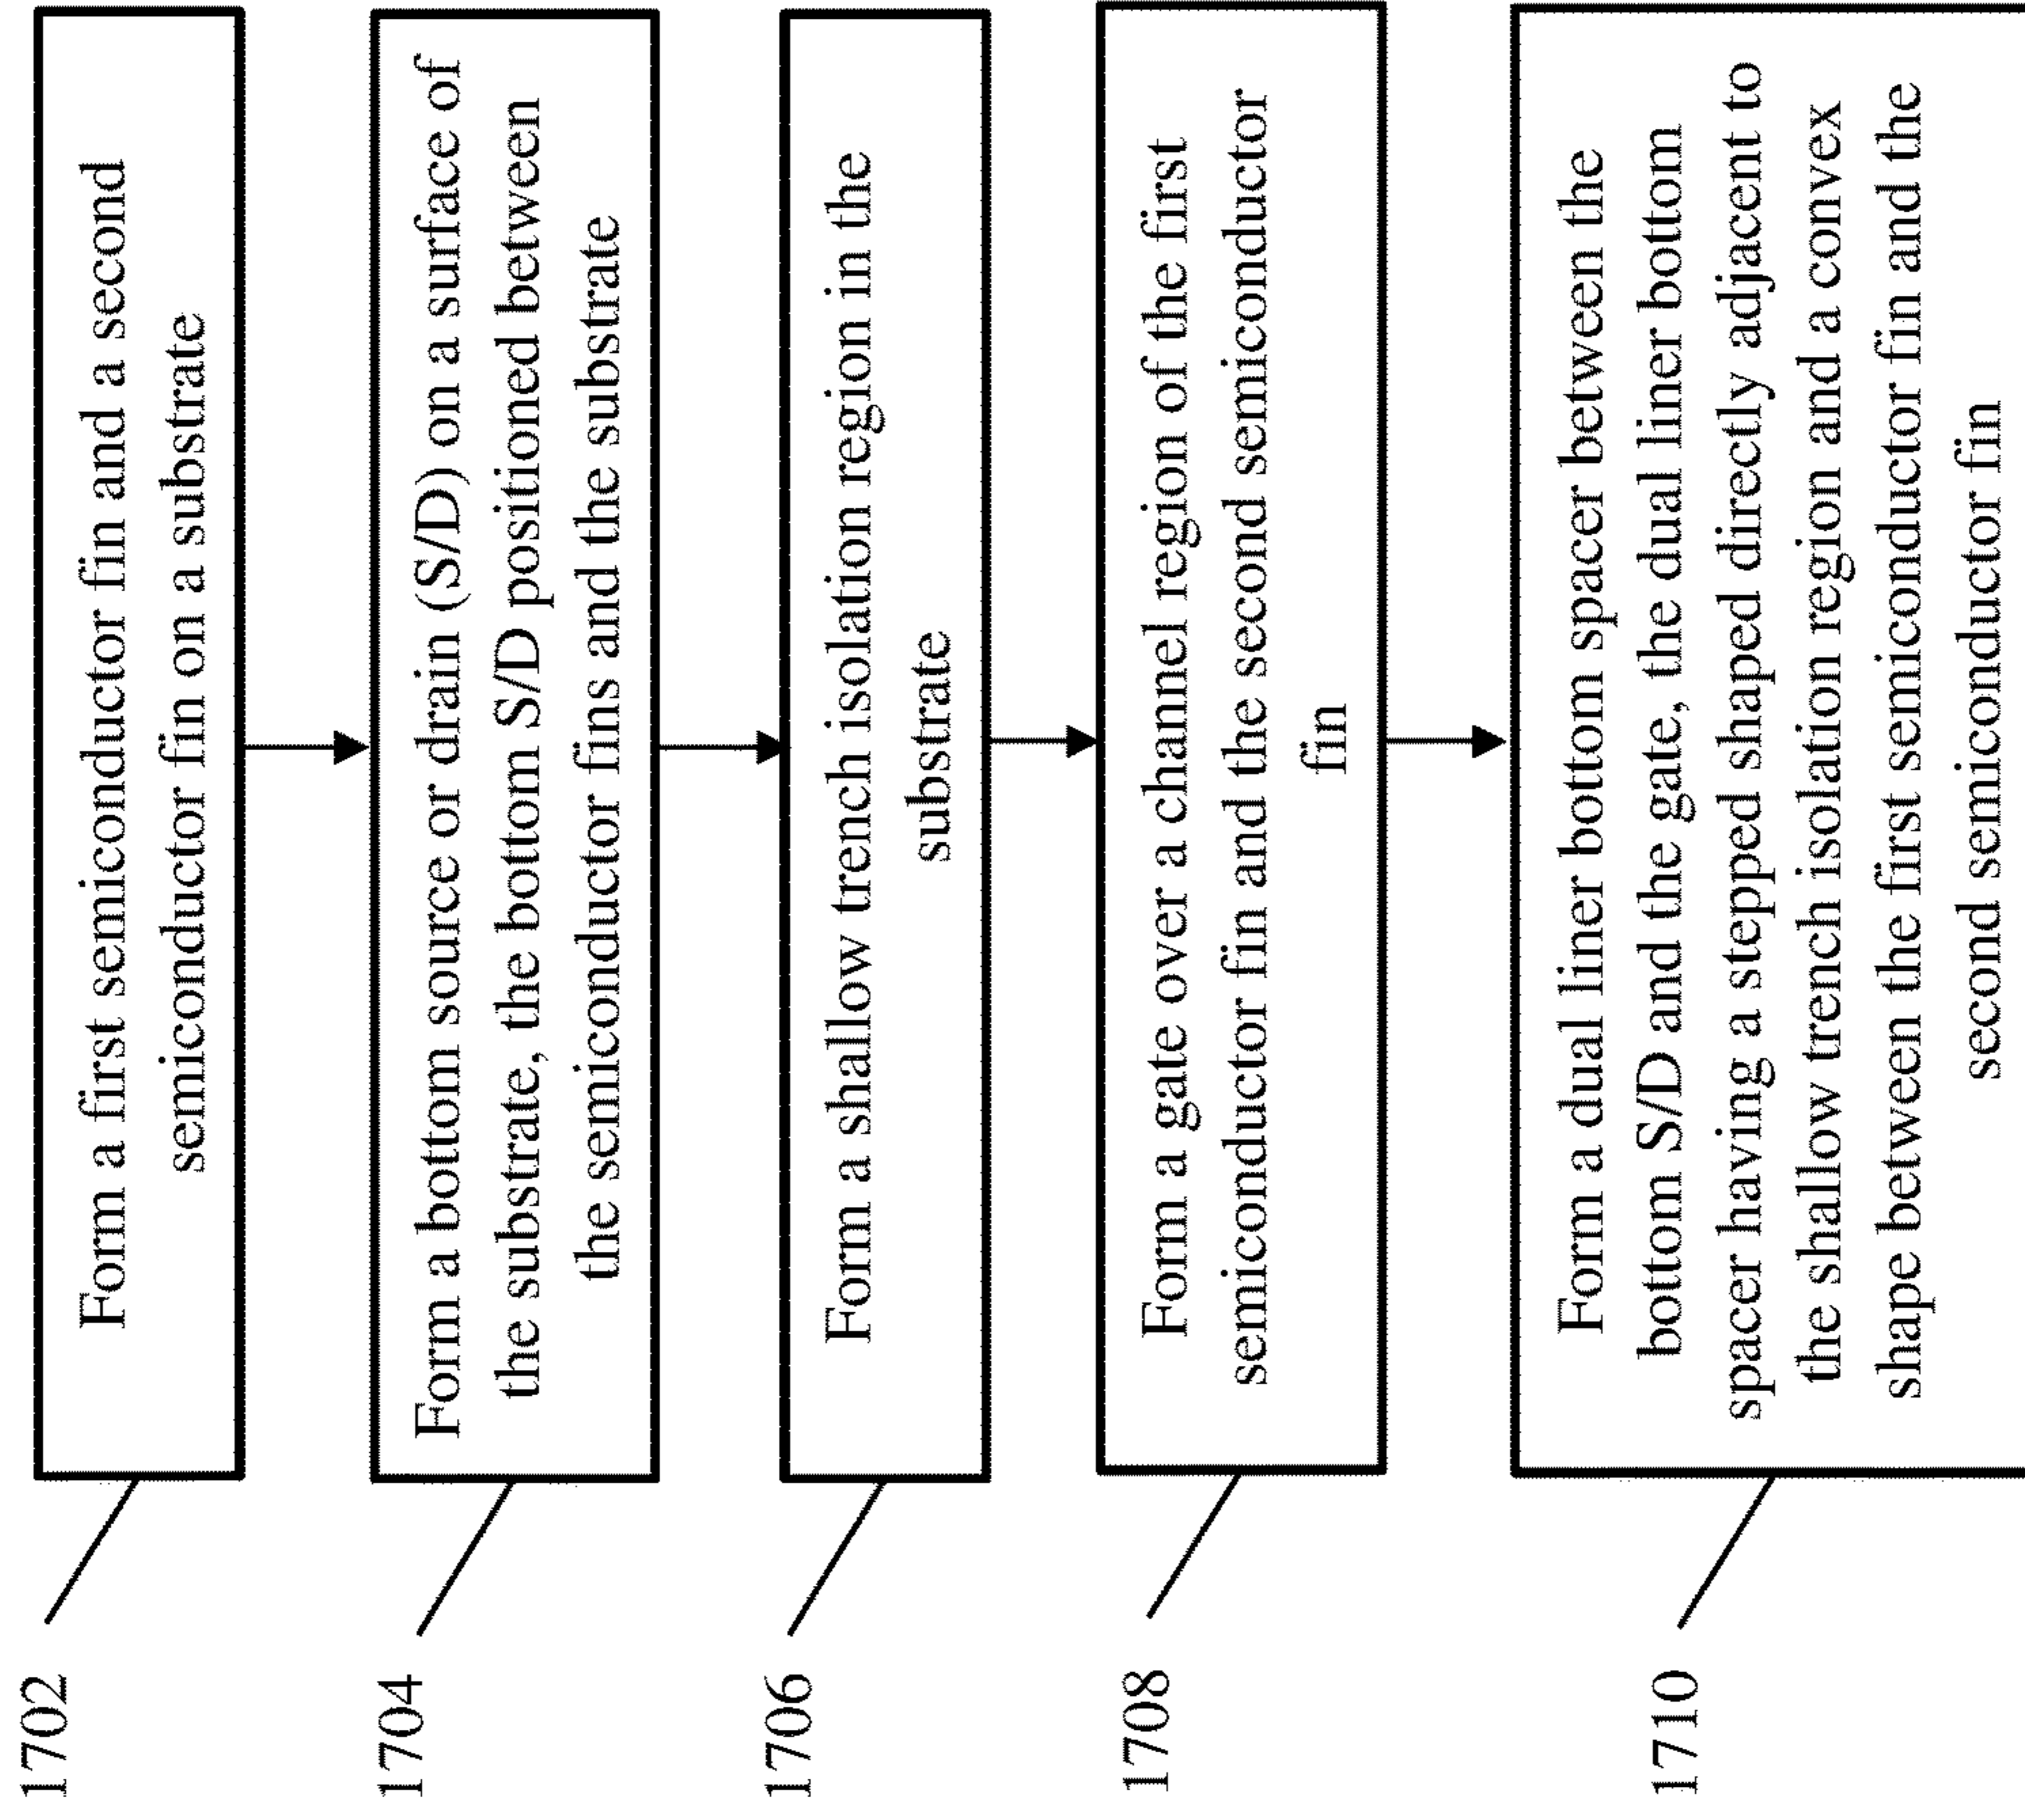 1702
Form a first semiconductor fin and a second
semiconductor fin on a substrate
1704
Form a bottom source or drain (S/D) on a surface of
the substrate, the bottom S/D positioned between
the semiconductor fins and the substrate
1706
Form a shallow trench isolation region in the
substrate
1708
Form a gate over a channel region of the first
semiconductor fin and the second semiconductor
fin
1710
Form a dual liner bottom spacer between the
bottom S/D and the gate, the dual liner bottom
spacer having a stepped shaped directly adjacent to
the shallow trench isolation region and a convex
shape between the first semiconductor fin and the
second semiconductor fin